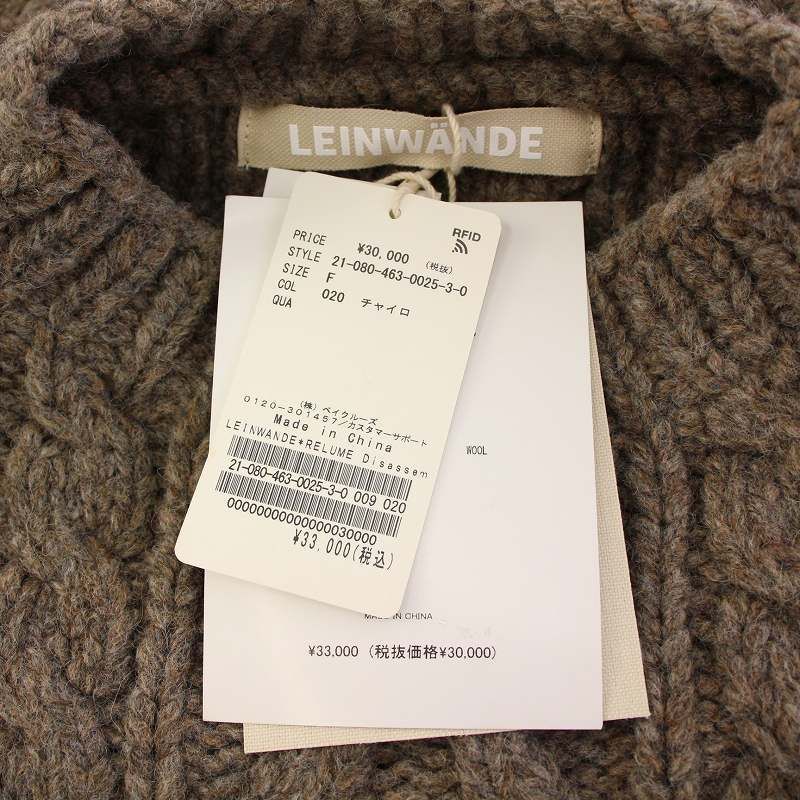 LEINWÄNDE
RFID
PRICE ¥30,000 (税抜)
STYLE 21-080-463-0025-3-0
SIZE F
COL 020 チャイロ
QUA
(株) ベイクルーズ
0120-301457/カスタマーサポート
Made in China
LEINWANDE*RELUME Disassem
21-080-463-0025-3-0 009 020
0000000000000000030000
¥33,000(税込)
WOOL
MADE IN CHINA
¥33,000 (税抜価格¥30,000)